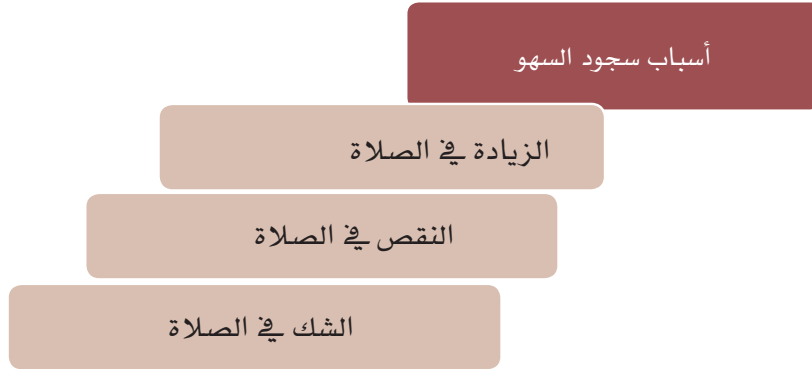 أسباب سجود السهو
الزيادة في الصلاة
النقص في الصلاة
الشك في الصلاة